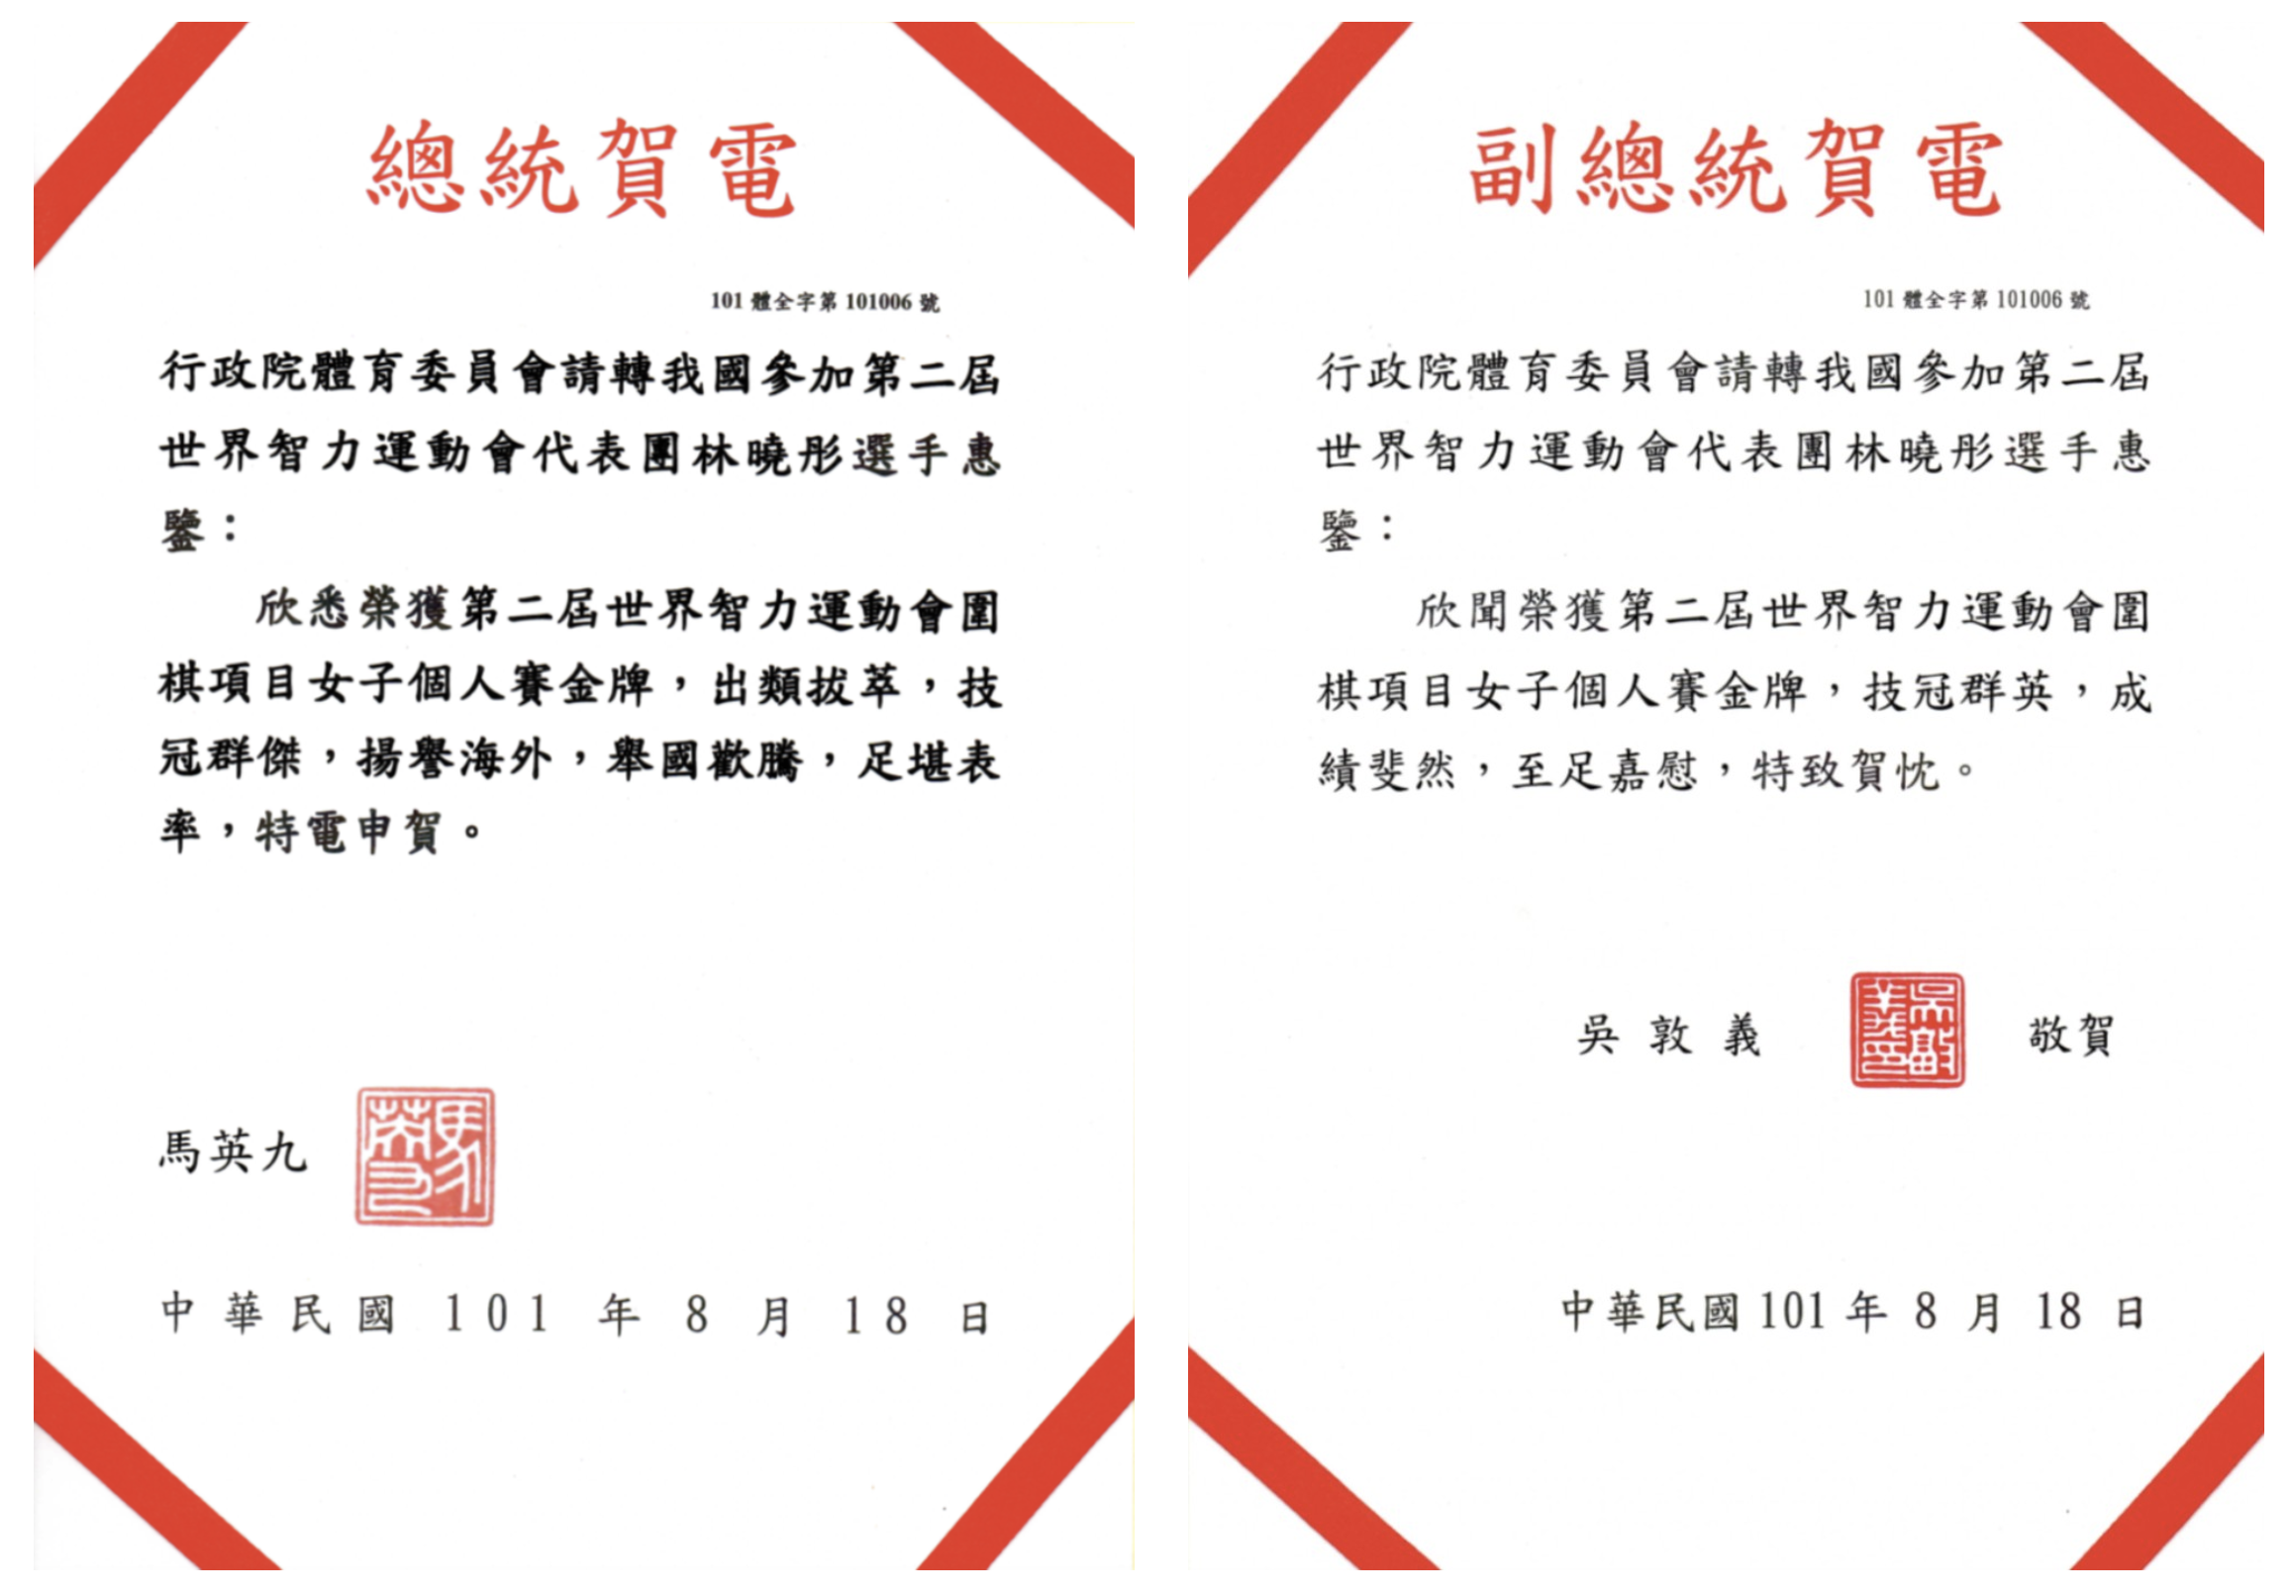 總統賀電
101 體全字第 101006 號
行政院體育委員會請轉我國參加第二屆
世界智力運動會代表團林曉彤選手惠
鑒：
欣悉榮獲第二屆世界智力運動會圍
棋項目女子個人賽金牌，出類拔萃，技
冠群傑，揚譽海外，舉國歡騰，足堪表
率，特電申賀。
馬英九
中華民國 101 年 8 月 18 日
副總統賀電
101 體全字第 101006 號
行政院體育委員會請轉我國參加第二屆
世界智力運動會代表團林曉彤選手惠
鑒：
欣聞榮獲第二屆世界智力運動會圍
棋項目女子個人賽金牌，技冠群英，成
績斐然，至足嘉慰，特致賀忱。
吳敦義 敬賀
中華民國 101 年 8 月 18 日